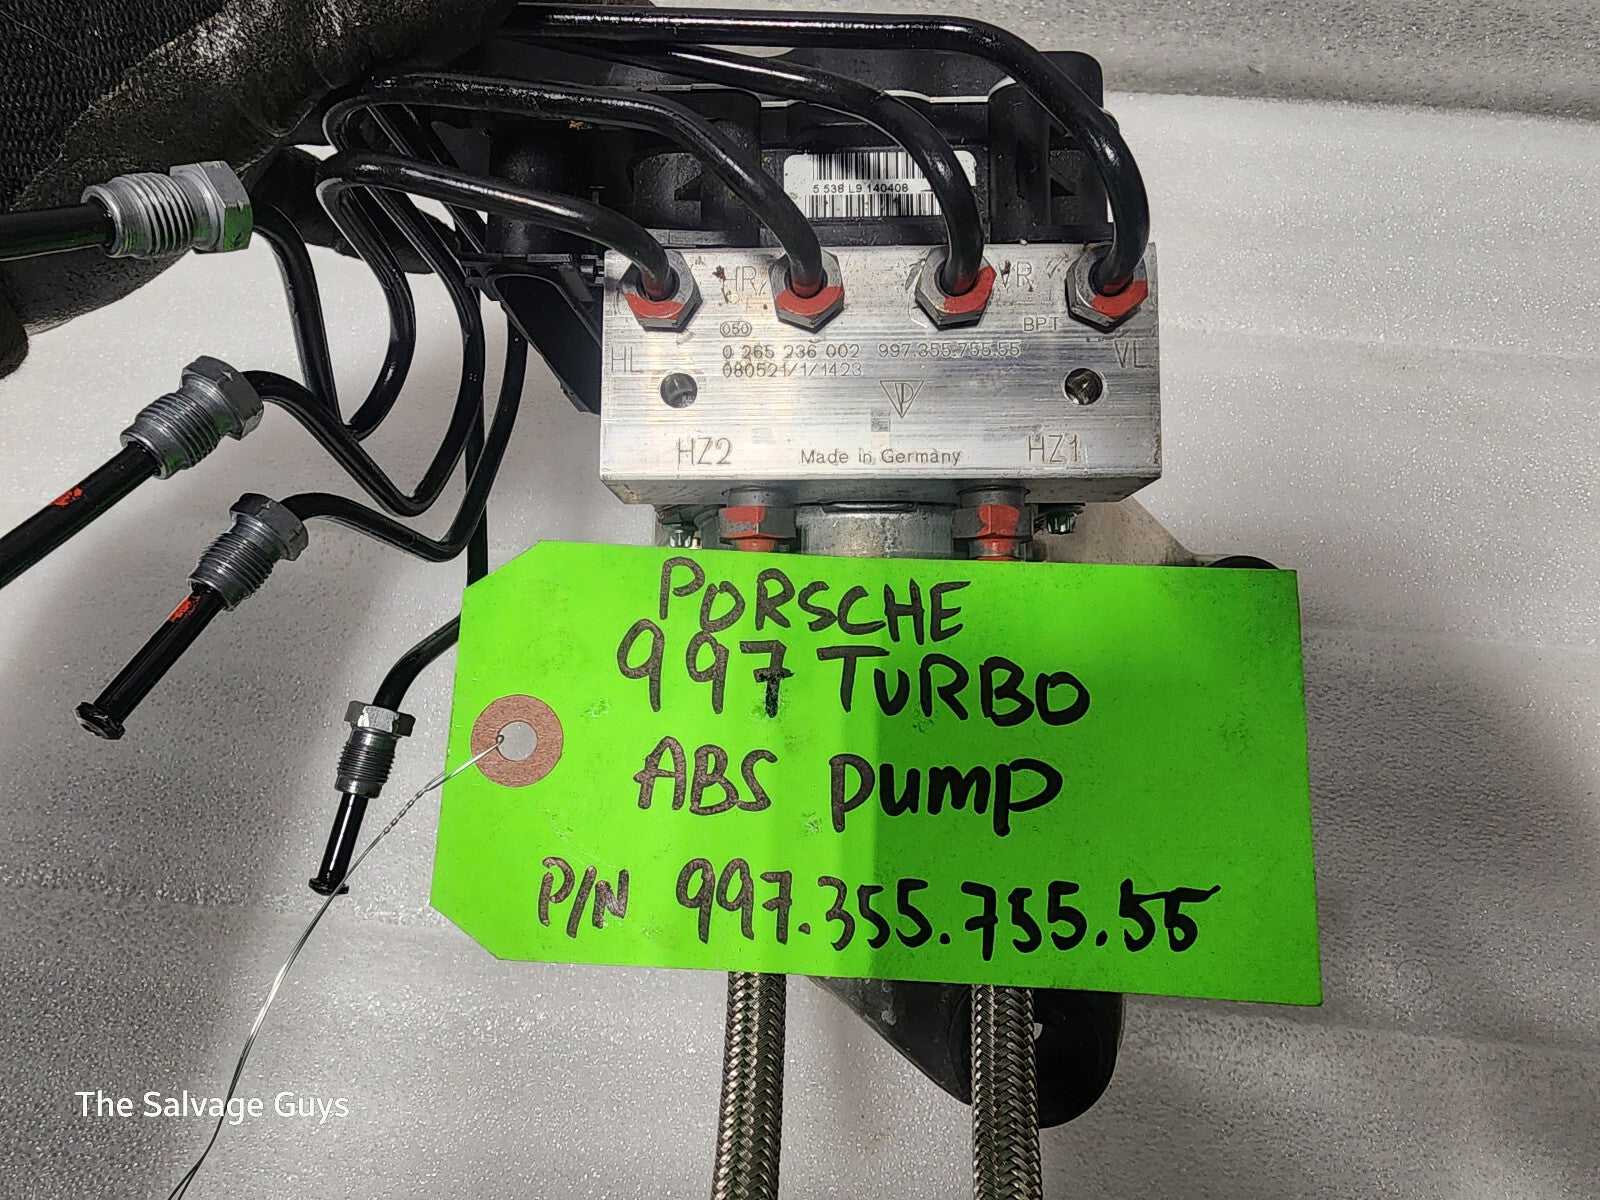 5 538 L9 140408
HR VR
050 BPT
0 265 236 002 997.355.755.55
HL 080521/1/1423 VL
HZ2 Made in Germany HZ1
PORSCHE
997 TURBO
ABS PUMP
P/N 997.355.755.55
The Salvage Guys